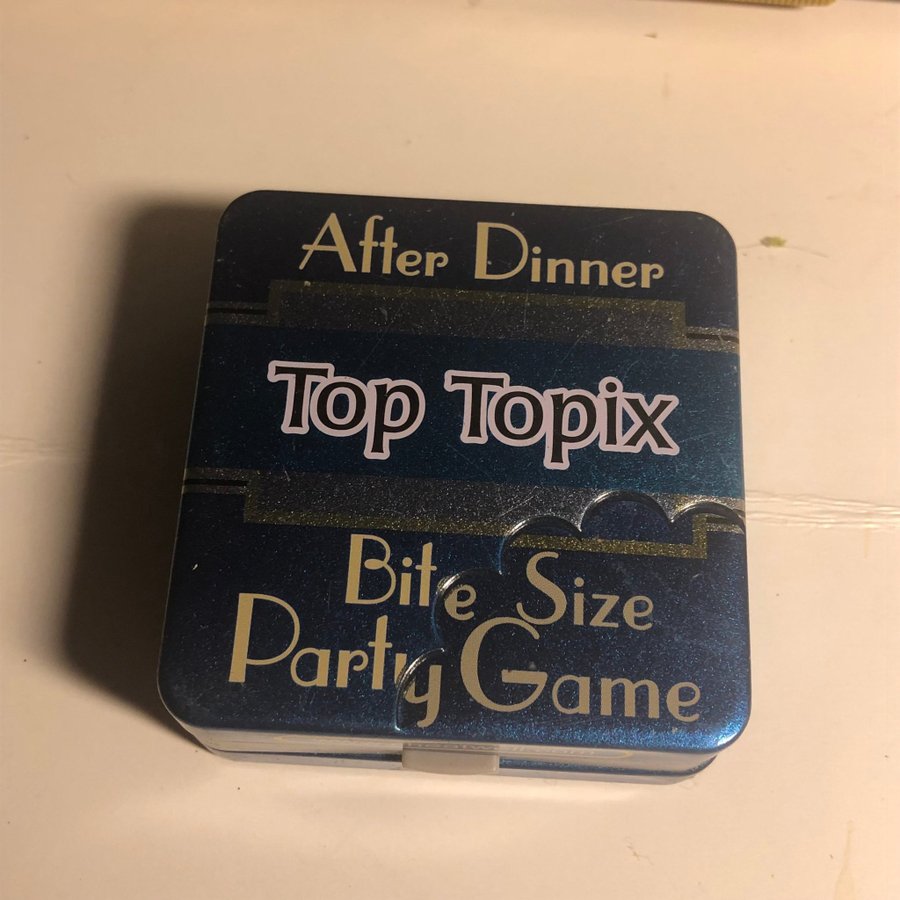 After Dinner
Top Topix
Bite Size
Party Game